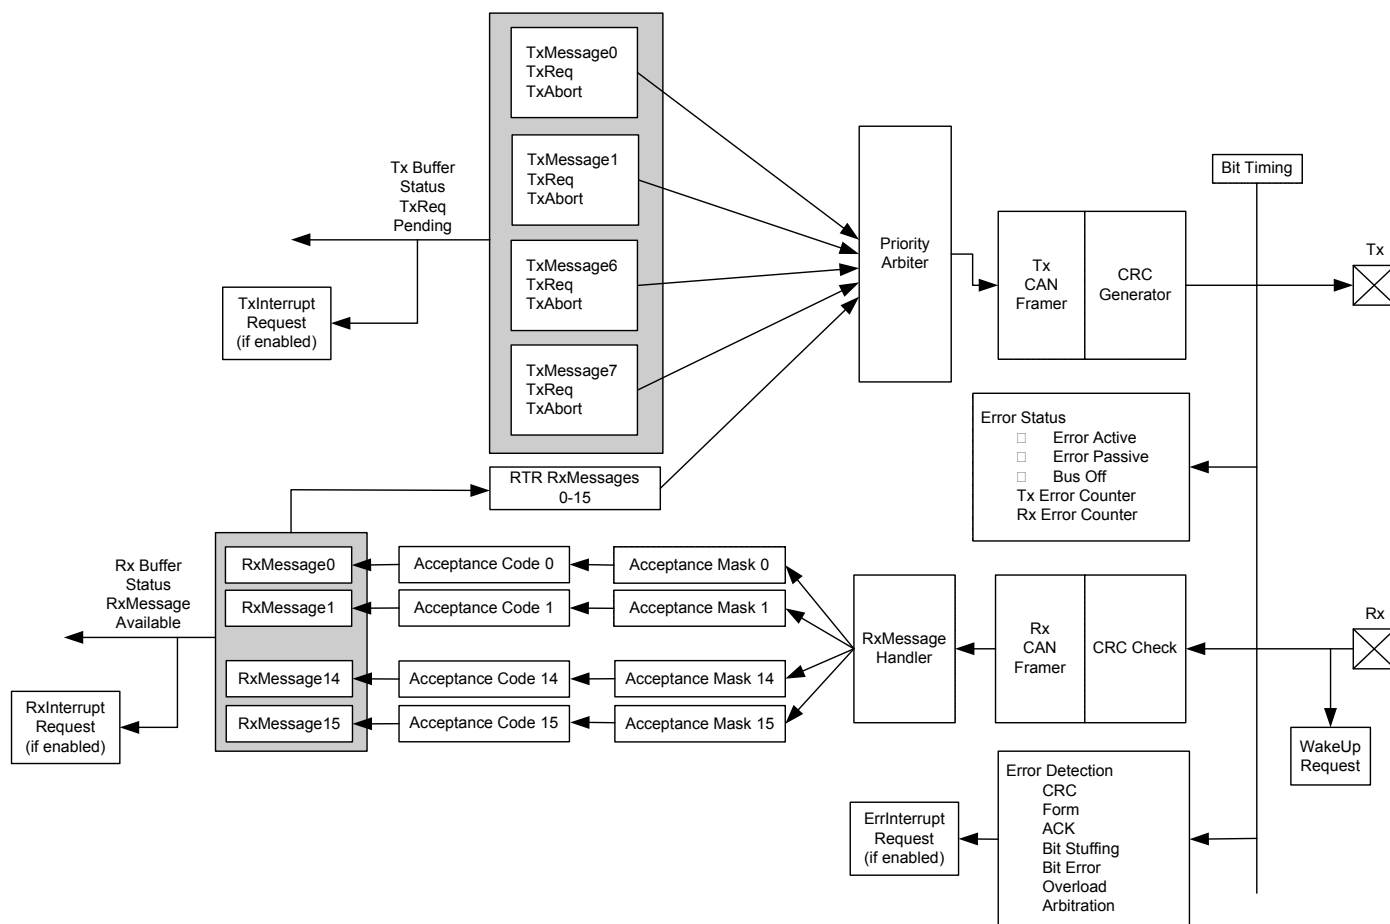 TxMessage0
TxReq
TxAbort
TxMessage1
TxReq
TxAbort
TxMessage6
TxReq
TxAbort
TxMessage7
TxReq
TxAbort
Tx Buffer
Status
TxReq
Pending
TxInterrupt
Request
(if enabled)
Priority
Arbiter
Tx
CAN
Framer
CRC
Generator
Bit Timing
Tx
Error Status
Error Active
Error Passive
Bus Off
Tx Error Counter
Rx Error Counter
RTR RxMessages
0-15
Rx Buffer
Status
RxMessage
Available
RxInterrupt
Request
(if enabled)
RxMessage0
Acceptance Code 0
Acceptance Mask 0
RxMessage1
Acceptance Code 1
Acceptance Mask 1
RxMessage14
Acceptance Code 14
Acceptance Mask 14
RxMessage15
Acceptance Code 15
Acceptance Mask 15
RxMessage
Handler
Rx
CAN
Framer
CRC Check
Rx
WakeUp
Request
ErrInterrupt
Request
(if enabled)
Error Detection
CRC
Form
ACK
Bit Stuffing
Bit Error
Overload
Arbitration